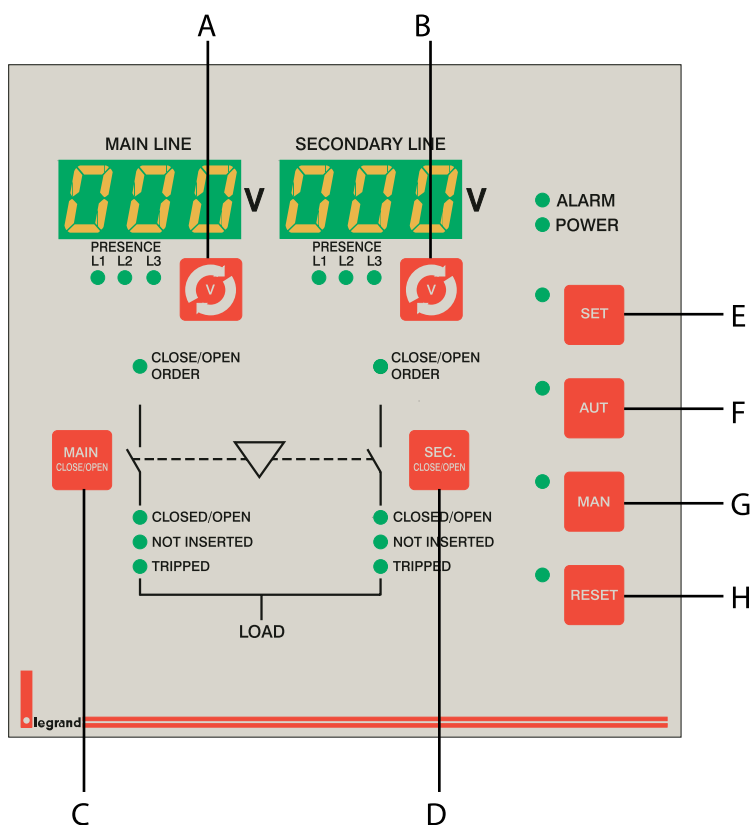 A B
MAIN LINE SECONDARY LINE
000 V 000 V
ALARM
POWER
PRESENCE PRESENCE
L1 L2 L3 L1 L2 L3
V V
SET E
CLOSE/OPEN
ORDER
CLOSE/OPEN
ORDER
AUT F
MAIN
CLOSE/OPEN
SEC.
CLOSE/OPEN
MAN G
CLOSED/OPEN CLOSED/OPEN
NOT INSERTED NOT INSERTED
TRIPPED TRIPPED
RESET H
LOAD
legrand
C D